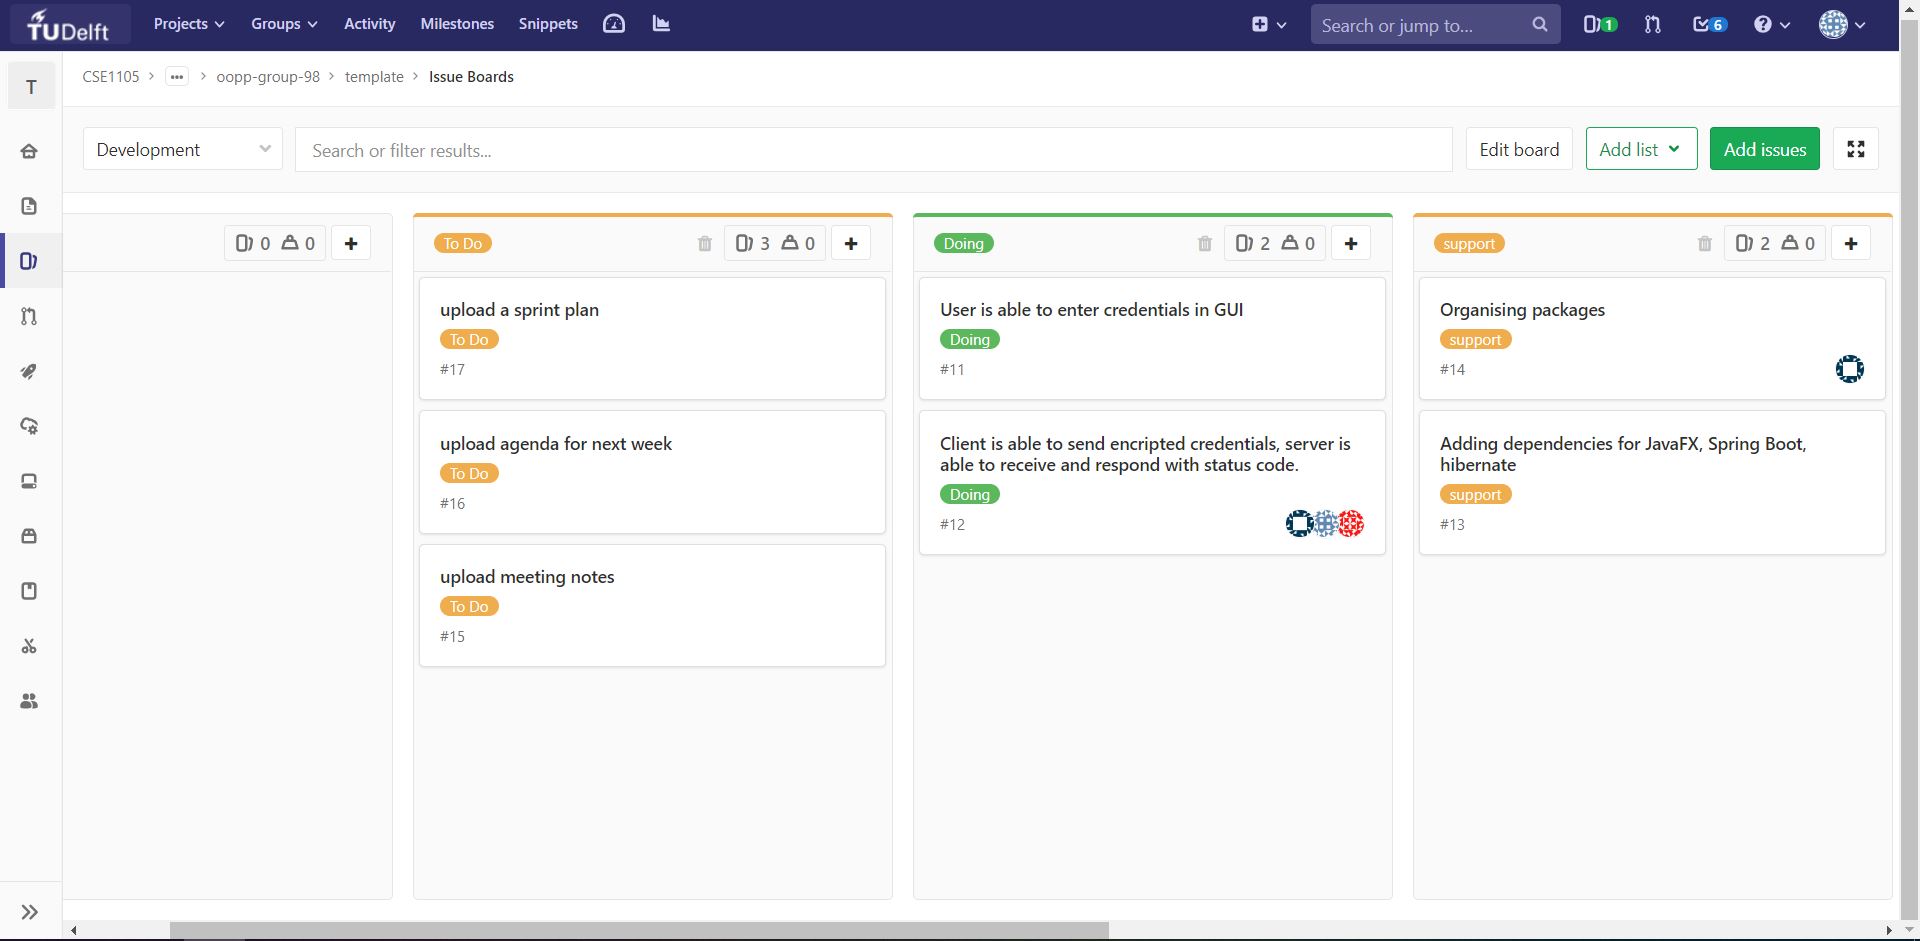 TUDelft Projects Groups Activity Milestones Snippets Search or jump to... 1 6
T CSE1105 > ... > oopp-group-98 > template > Issue Boards
Development Search or filter results... Edit board Add list Add issues
0 0
To Do 3 0
upload a sprint plan
To Do
#17
upload agenda for next week
To Do
#16
upload meeting notes
To Do
#15
Doing 2 0
User is able to enter credentials in GUI
Doing
#11
Client is able to send encripted credentials, server is
able to receive and respond with status code.
Doing
#12
support 2 0
Organising packages
support
#14
Adding dependencies for JavaFX, Spring Boot,
hibernate
support
#13